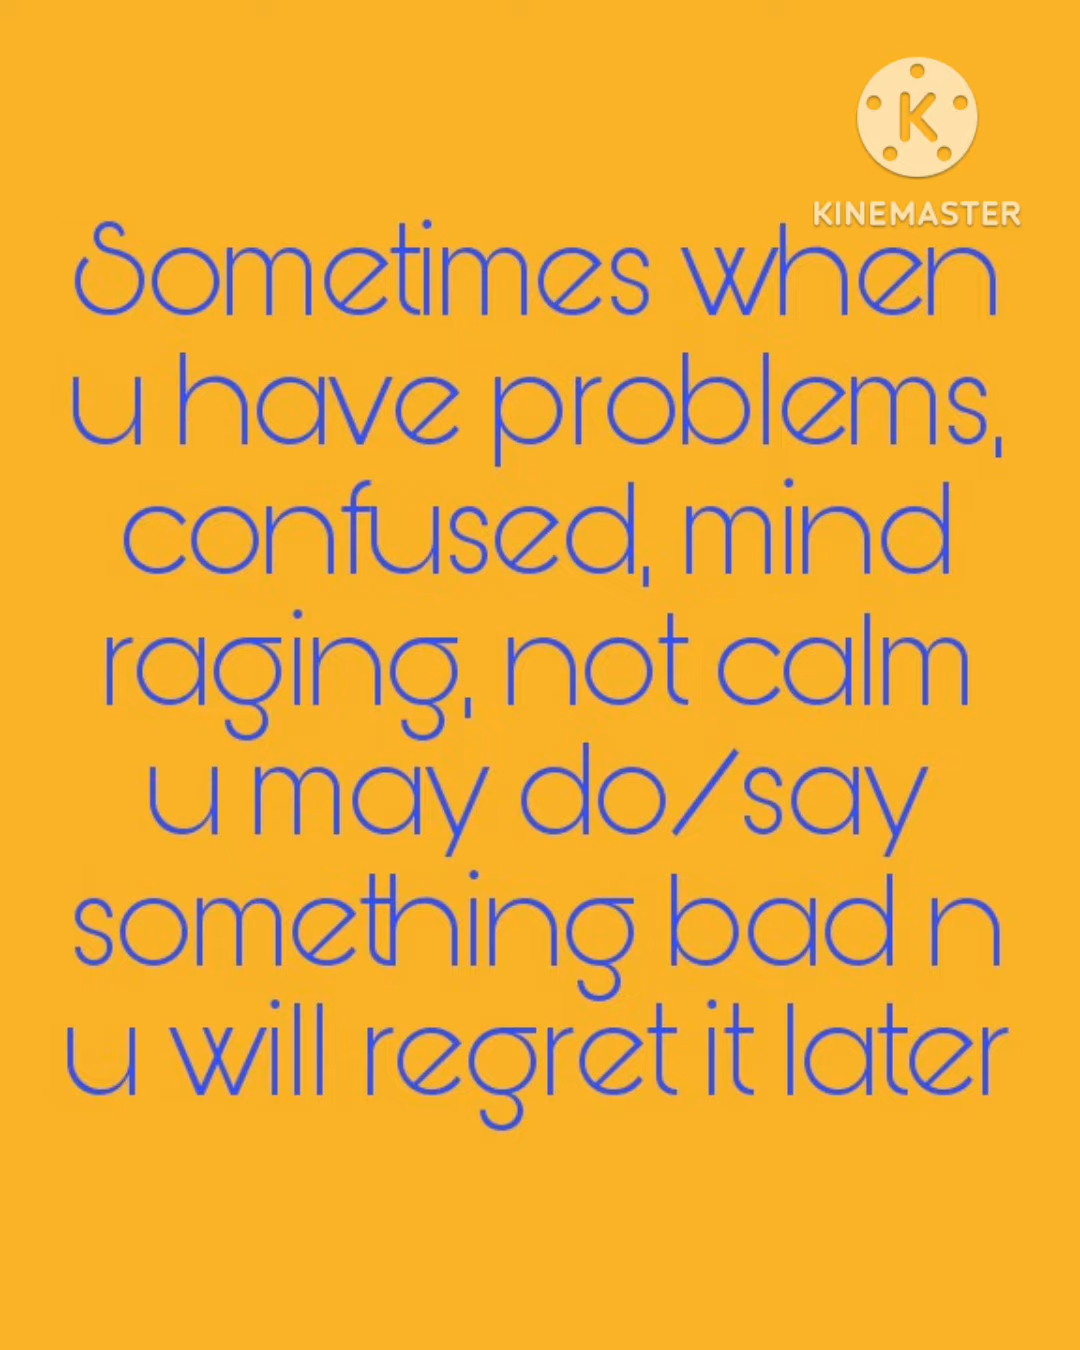 K
KINEMASTER
Sometimes when
u have problems,
confused, mind
raging, not calm
u may do/say
something bad n
u will regret it later